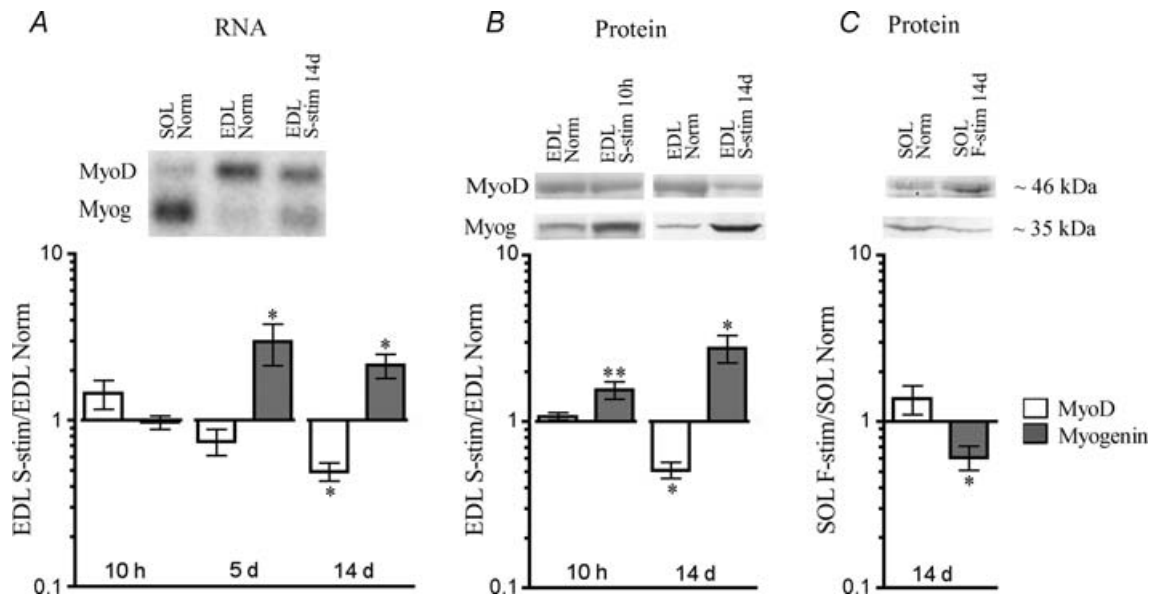 A RNA
SOL Norm
EDL Norm
EDL S-stim 14d
MyoD
Myog
EDL S-stim/EDL Norm
10
1
0.1
*
*
*
10 h
5 d
14 d
B Protein
EDL Norm
EDL S-stim 10h
EDL Norm
EDL S-stim 14d
MyoD
Myog
EDL S-stim/EDL Norm
10
1
0.1
**
*
*
10 h
14 d
C Protein
SOL Norm
SOL F-stim 14d
~ 46 kDa
~ 35 kDa
SOL F-stim/SOL Norm
10
1
0.1
*
14 d
MyoD
Myogenin